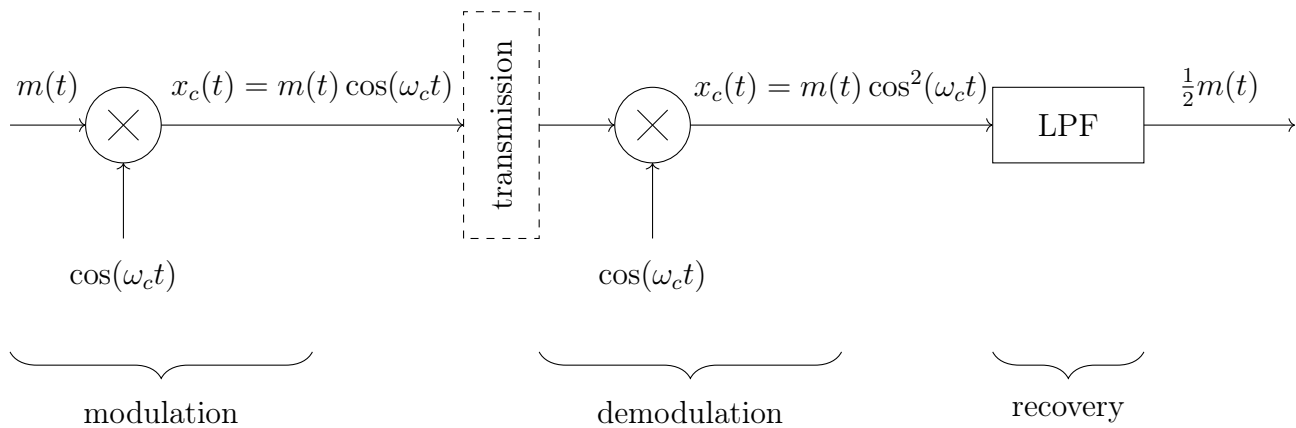 m(t)
x_c(t) = m(t) cos(ω_c t)
transmission
x_c(t) = m(t) cos²(ω_c t)
LPF
½m(t)
cos(ω_c t)
cos(ω_c t)
modulation
demodulation
recovery